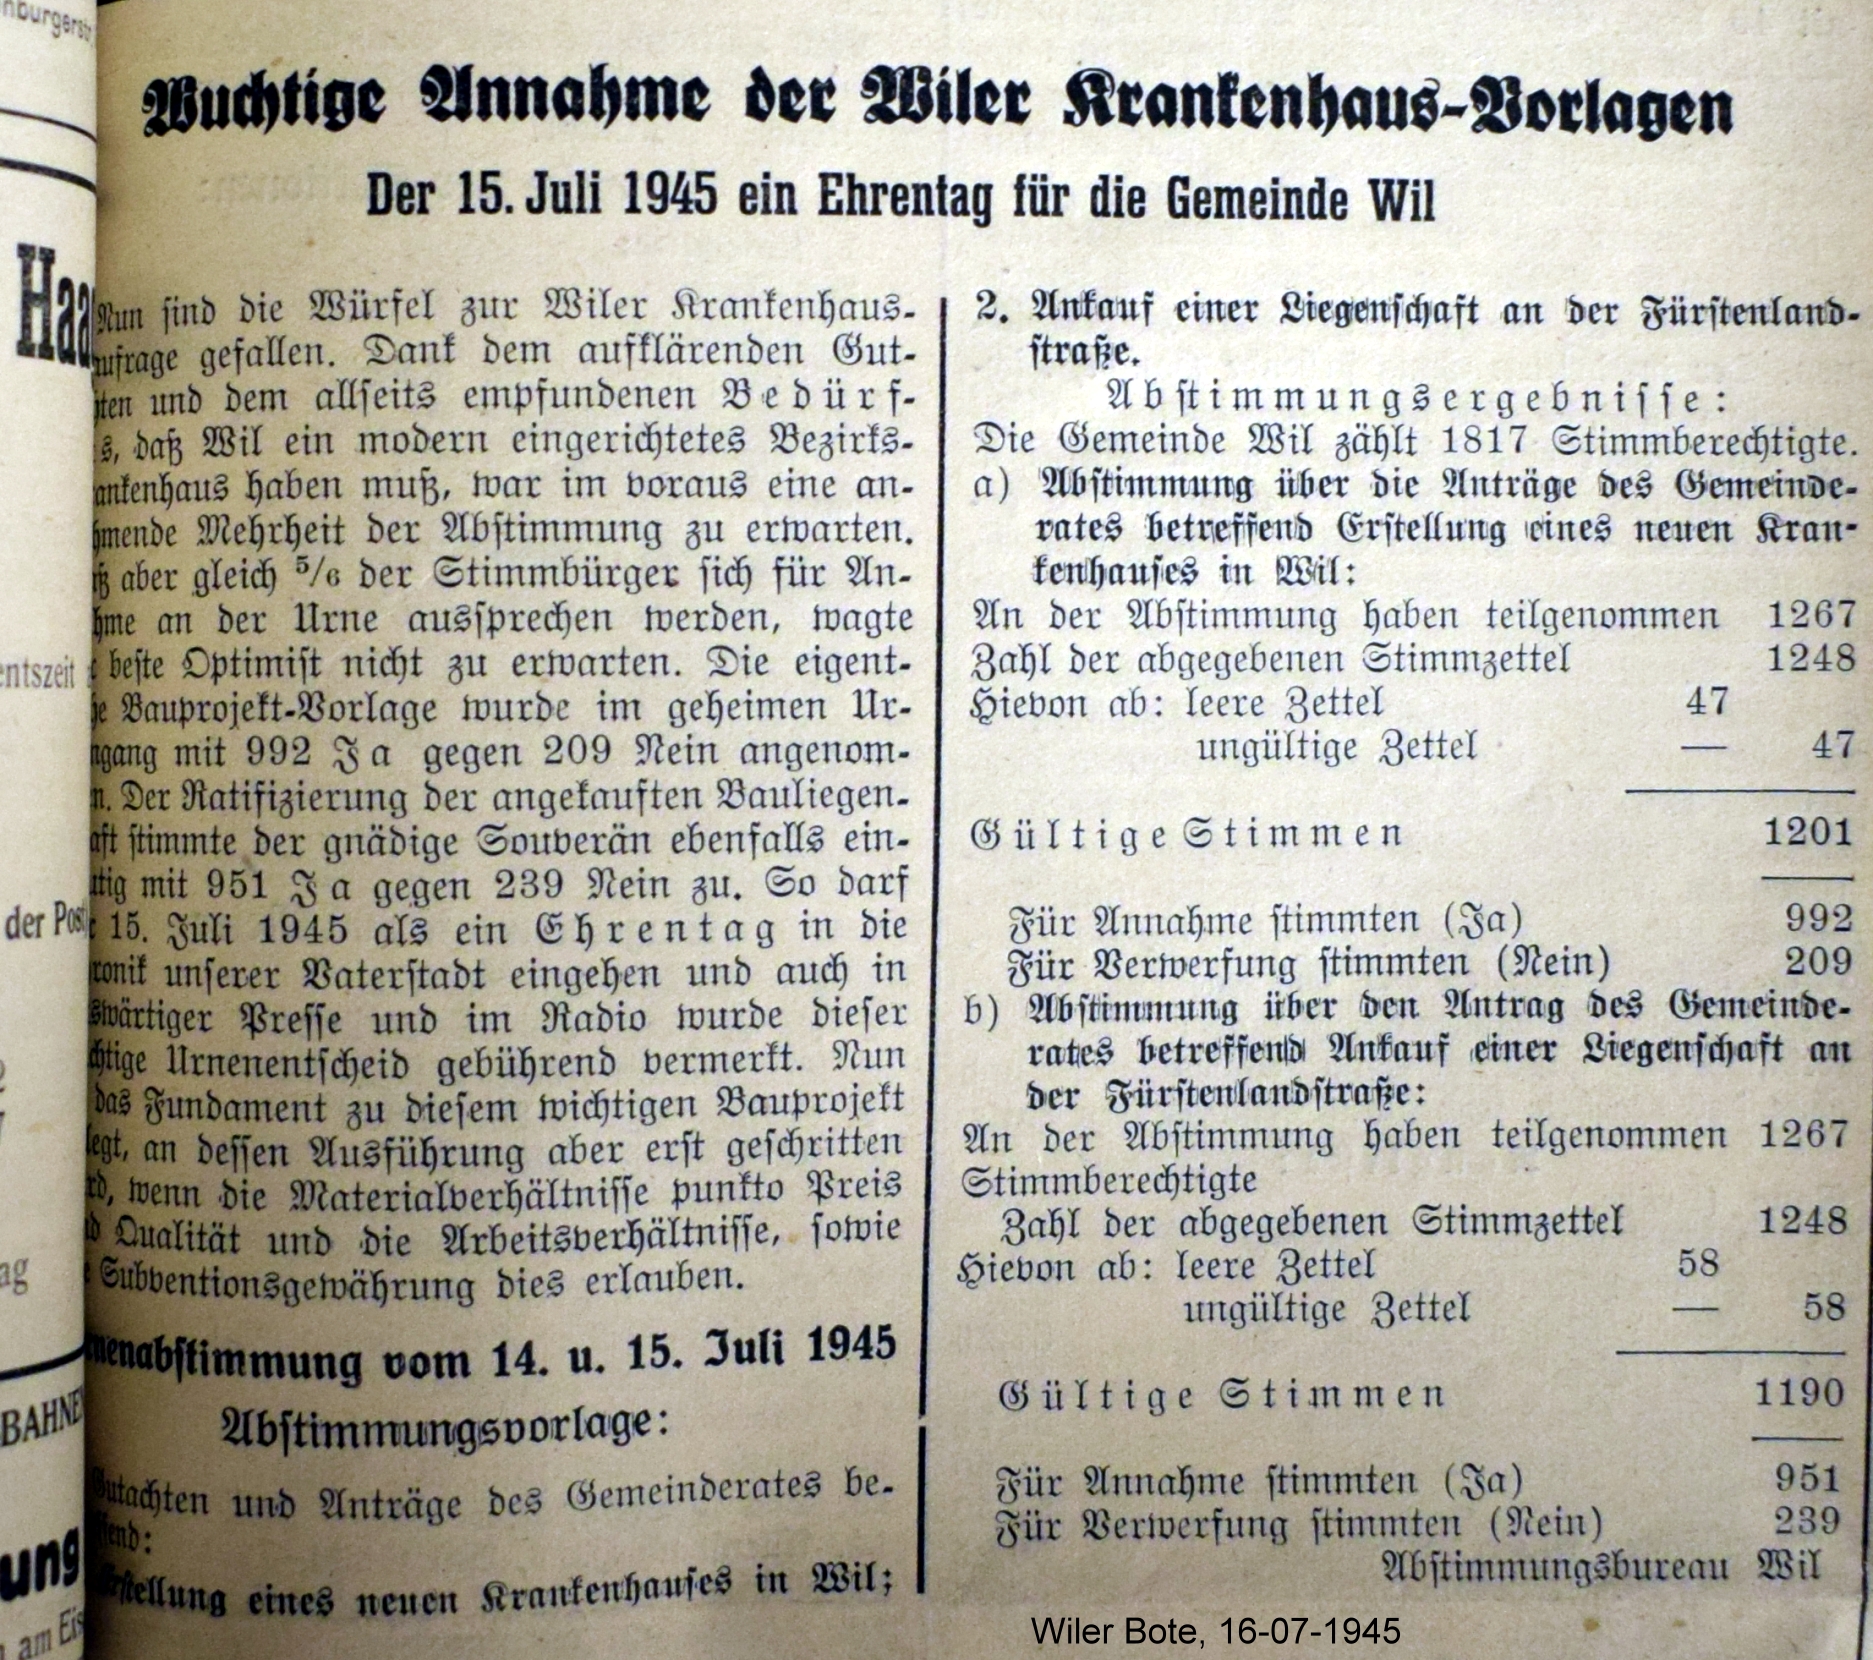 Wuchtige Annahme der Wiler Krankenhaus-Vorlagen
Der 15. Juli 1945 ein Ehrentag für die Gemeinde Wil
Nun sind die Würfel zur Wiler Krankenhaus-
gefallen. Dank dem aufklärenden Gut-
und dem allseits empfundenen Bedürf-
daß Wil ein modern eingerichtetes Bezirks-
haben muß, war im voraus eine an-
Mehrheit der Abstimmung zu erwarten.
aber gleich 5/6 der Stimmbürger sich für An-
an der Urne aussprechen werden, wagte
beste Optimist nicht zu erwarten. Die eigent-
Bauprojekt-Vorlage wurde im geheimen Ur-
mit 992 Ja gegen 209 Nein angenom-
Der Ratifizierung der angekauften Bauliegen-
stimmte der gnädige Souverän ebenfalls ein-
mit 951 Ja gegen 239 Nein zu. So darf
15. Juli 1945 als ein Ehrentag in die
unserer Vaterstadt eingehen und auch in
Presse und im Radio wurde dieser
Urnenentscheid gebührend vermerkt. Nun
das Fundament zu diesem wichtigen Bauprojekt
an dessen Ausführung aber erst geschritten
wenn die Materialverhältnisse punkto Preis
Qualität und die Arbeitsverhältnisse, sowie
Subventionsgewährung dies erlauben.
vom 14. u. 15. Juli 1945
Abstimmungsvorlage:
Gutachten und Anträge des Gemeinderates be-
eines neuen Krankenhauses in Wil;
2. Ankauf einer Liegenschaft an der Fürstenland-
straße.
Abstimmungsergebnisse:
Die Gemeinde Wil zählt 1817 Stimmberechtigte.
a) Abstimmung über die Anträge des Gemeinde-
rates betreffend Erstellung eines neuen Kran-
kenhauses in Wil:
An der Abstimmung haben teilgenommen 1267
Zahl der abgegebenen Stimmzettel 1248
Hievon ab: leere Zettel 47
ungültige Zettel — 47
Gültige Stimmen 1201
Für Annahme stimmten (Ja) 992
Für Verwerfung stimmten (Nein) 209
b) Abstimmung über den Antrag des Gemeinde-
rates betreffend Ankauf einer Liegenschaft an
der Fürstenlandstraße:
An der Abstimmung haben teilgenommen 1267
Stimmberechtigte
Zahl der abgegebenen Stimmzettel 1248
Hievon ab: leere Zettel 58
ungültige Zettel — 58
Gültige Stimmen 1190
Für Annahme stimmten (Ja) 951
Für Verwerfung stimmten (Nein) 239
Abstimmungsbureau Wil
Wiler Bote, 16-07-1945
der